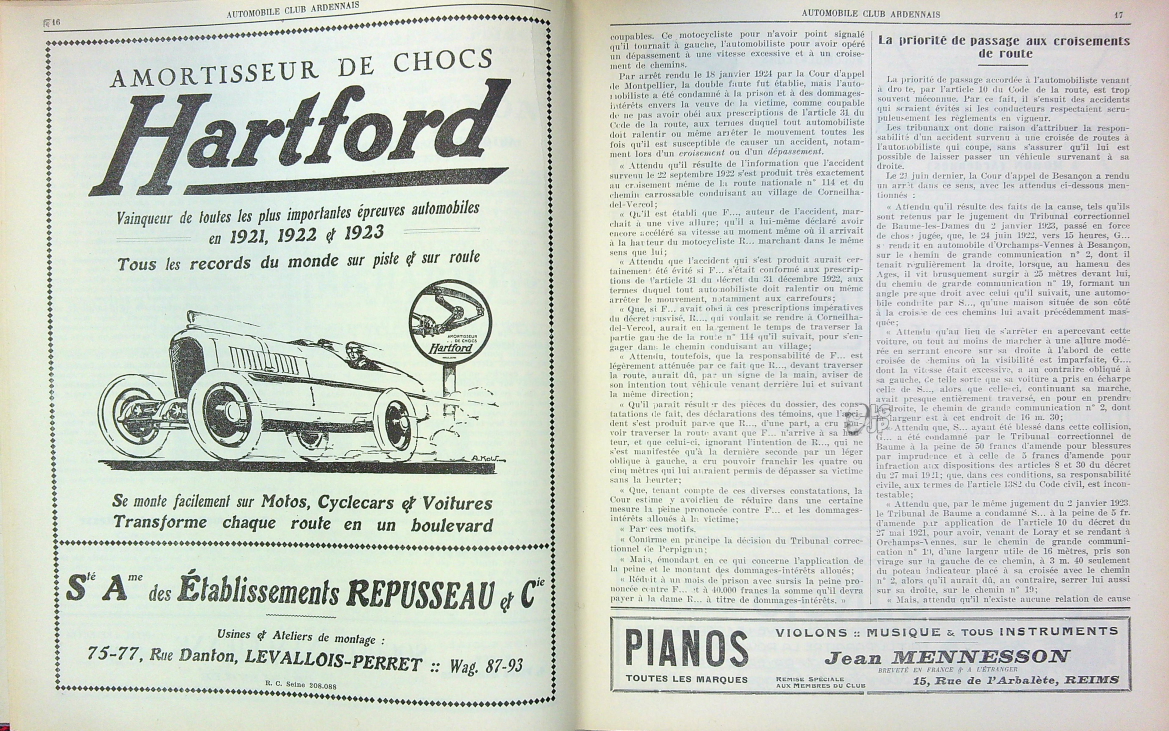 16
AUTOMOBILE CLUB ARDENNAIS
AMORTISSEUR DE CHOCS
Hartford
Vainqueur de toutes les plus importantes épreuves automobiles
en 1921, 1922 & 1923
Tous les records du monde sur piste & sur route
AMORTISSEUR
DE CHOCS
Hartford
Se monte facilement sur Motos, Cyclecars & Voitures
Transforme chaque route en un boulevard
Sté Ame des Établissements REPUSSEAU & Cie
Usines & Ateliers de montage :
75-77, Rue Danton, LEVALLOIS-PERRET :: Wag. 87-93
R. C. Seine 208.088
AUTOMOBILE CLUB ARDENNAIS
17
coupables. Ce motocycliste pour n'avoir point signalé
qu'il tournait à gauche, l'automobiliste pour avoir opéré
un dépassement à une vitesse excessive et à un croise-
ment de chemins.
Par arrêt rendu le 18 janvier 1924 par la Cour d'appel
de Montpellier, la double faute fut établie, mais l'auto-
mobiliste a été condamné à la prison et à des dommages-
intérêts envers la veuve de la victime, comme coupable
de ne pas avoir obéi aux prescriptions de l'article 31 du
Code de la route, aux termes duquel tout automobiliste
doit ralentir ou même arrêter le mouvement toutes les
fois qu'il est susceptible de causer un accident, notam-
ment lors d'un croisement ou d'un dépassement.
« Attendu qu'il résulte de l'information que l'accident
survenu le 22 septembre 1922 s'est produit très exactement
au croisement même de la route nationale n° 114 et du
chemin carrossable conduisant au village de Corneilha-
del-Vercol;
« Qu'il est établi que F..., auteur de l'accident, mar-
chait à une vive allure; qu'il a lui-même déclaré avoir
encore accéléré sa vitesse au moment même où il arrivait
à la hauteur du motocycliste R... marchant dans le même
sens que lui;
« Attendu que l'accident qui s'est produit aurait cer-
tainement été évité si F... s'était conformé aux prescrip-
tions de l'article 31 du décret du 31 décembre 1922, aux
termes duquel tout automobiliste doit ralentir ou même
arrêter le mouvement, notamment aux carrefours;
« Que, si F... avait obéi à ces prescriptions impératives
du décret susvisé, R..., qui voulait se rendre à Corneilha-
del-Vercol, aurait eu largement le temps de traverser la
partie gauche de la route n° 114 qu'il suivait, pour s'en-
gager dans le chemin conduisant au village;
« Attendu, toutefois, que la responsabilité de F... est
légèrement atténuée par ce fait que R..., devant traverser
la route, aurait dû, par un signe de la main, aviser de
son intention tout véhicule venant derrière lui et suivant
la même direction;
« Qu'il paraît résulter des pièces du dossier, des cons-
tatations de fait, des déclarations des témoins, que
dent s'est produit parce que R..., d'une part, a cru
voir traverser la route avant que F... n'arrive à sa
teur, et que celui-ci, ignorant l'intention de R..., qui ne
s'est manifestée qu'à la dernière seconde par un léger
oblique à gauche, a cru pouvoir franchir les quatre ou
cinq mètres qui lui auraient permis de dépasser sa victime
sans la heurter;
« Que, tenant compte de ces diverses constatations, la
Cour estime y avoir lieu de réduire dans une certaine
mesure la peine prononcée contre F... et les dommages-
intérêts alloués à la victime;
« Par ces motifs.
« Confirme en principe la décision du Tribunal correc-
tionnel de Perpignan;
« Mais, émondant en ce qui concerne l'application de
la peine et le montant des dommages-intérêts alloués;
« Réduit à un mois de prison avec sursis la peine pro-
noncée contre F... et à 40.000 francs la somme qu'il devra
payer à la dame R... à titre de dommages-intérêts. »
La priorité de passage aux croisements
de route
La priorité de passage accordée à l'automobiliste venant
à droite, par l'article 10 du Code de la route, est trop
souvent méconnue. Par ce fait, il s'ensuit des accidents
qui seraient évités si les conducteurs respectaient scru-
puleusement les règlements en vigueur.
Les tribunaux ont donc raison d'attribuer la respon-
sabilité d'un accident survenu à une croisée de routes à
l'automobiliste qui coupe, sans s'assurer qu'il lui est
possible de laisser passer un véhicule survenant à sa
droite.
Le 21 juin dernier, la Cour d'appel de Besançon a rendu
un arrêt dans ce sens, avec les attendus ci-dessous men-
tionnés :
« Attendu qu'il résulte des faits de la cause, tels qu'ils
sont retenus par le jugement du Tribunal correctionnel
de Baume-les-Dames du 2 janvier 1923, passé en force
de chose jugée, que, le 24 juin 1922, vers 15 heures, G...
se rendait en automobile d'Orchamps-Vennes à Besançon,
sur le chemin de grande communication n° 2, dont il
tenait régulièrement la droite, lorsque, au hameau des
Ages, il vit brusquement surgir à 25 mètres devant lui,
du chemin de grande communication n° 19, formant un
angle presque droit avec celui qu'il suivait, une automo-
bile conduite par S..., qu'une maison située de son côté
à la croisée de ces chemins lui avait précédemment mas-
quée;
« Attendu qu'au lieu de s'arrêter en apercevant cette
voiture, ou tout au moins de marcher à une allure modé-
rée en serrant encore sur sa droite à l'abord de cette
croisée de chemins où la visibilité est imparfaite, G...,
dont la vitesse était excessive, a au contraire obliqué à
sa gauche, de telle sorte que sa voiture a pris en écharpe
celle de S..., alors que celle-ci, continuant sa marche,
avait presque entièrement traversé, en pour en prendre
droite, le chemin de grande communication n° 2, dont
largeur est à cet endroit de 16 m. 30;
Attendu que, S... ayant été blessé dans cette collision,
G... a été condamné par le Tribunal correctionnel de
Baume à la peine de 50 francs d'amende pour blessures
par imprudence et à celle de 5 francs d'amende pour
infraction aux dispositions des articles 8 et 30 du décret
du 27 mai 1921; que, dans ces conditions, sa responsabilité
civile, aux termes de l'article 1382 du Code civil, est incon-
testable;
« Attendu que, par le même jugement du 2 janvier 1923
le Tribunal de Baume a condamné S... à la peine de 5 fr.
d'amende par application de l'article 10 du décret du
27 mai 1921, pour avoir, venant de Loray et se rendant à
Orchamps-Vennes, sur le chemin de grande communi-
cation n° 19, d'une largeur utile de 16 mètres, pris son
virage sur la gauche de ce chemin, à 3 m. 40 seulement
du poteau indicateur placé à sa croisée avec le chemin
n° 2, alors qu'il aurait dû, au contraire, serrer lui aussi
sur sa droite, sur le chemin n° 19;
« Mais, attendu qu'il n'existe aucune relation de cause
PIANOS
TOUTES LES MARQUES
VIOLONS :: MUSIQUE & TOUS INSTRUMENTS
Jean MENNESSON
BREVETÉ EN FRANCE & A L'ÉTRANGER
REMISE SPÉCIALE
AUX MEMBRES DU CLUB
15, Rue de l'Arbalète, REIMS